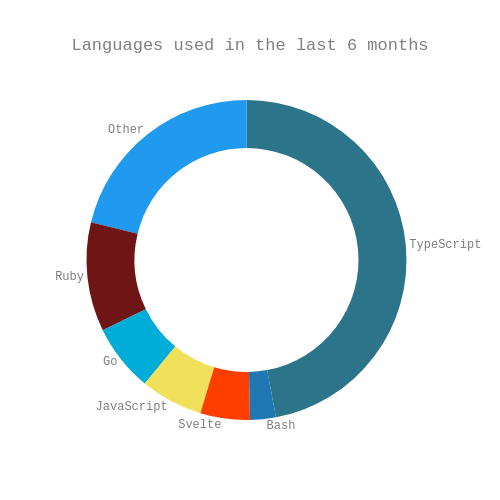 Languages used in the last 6 months
Other
TypeScript
Ruby
Go
JavaScript
Svelte
Bash